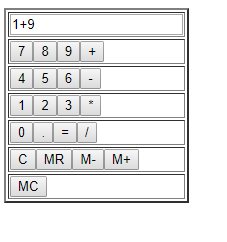 1+9
7 8 9 +
4 5 6 -
1 2 3 *
0 . = /
C MR M- M+
MC